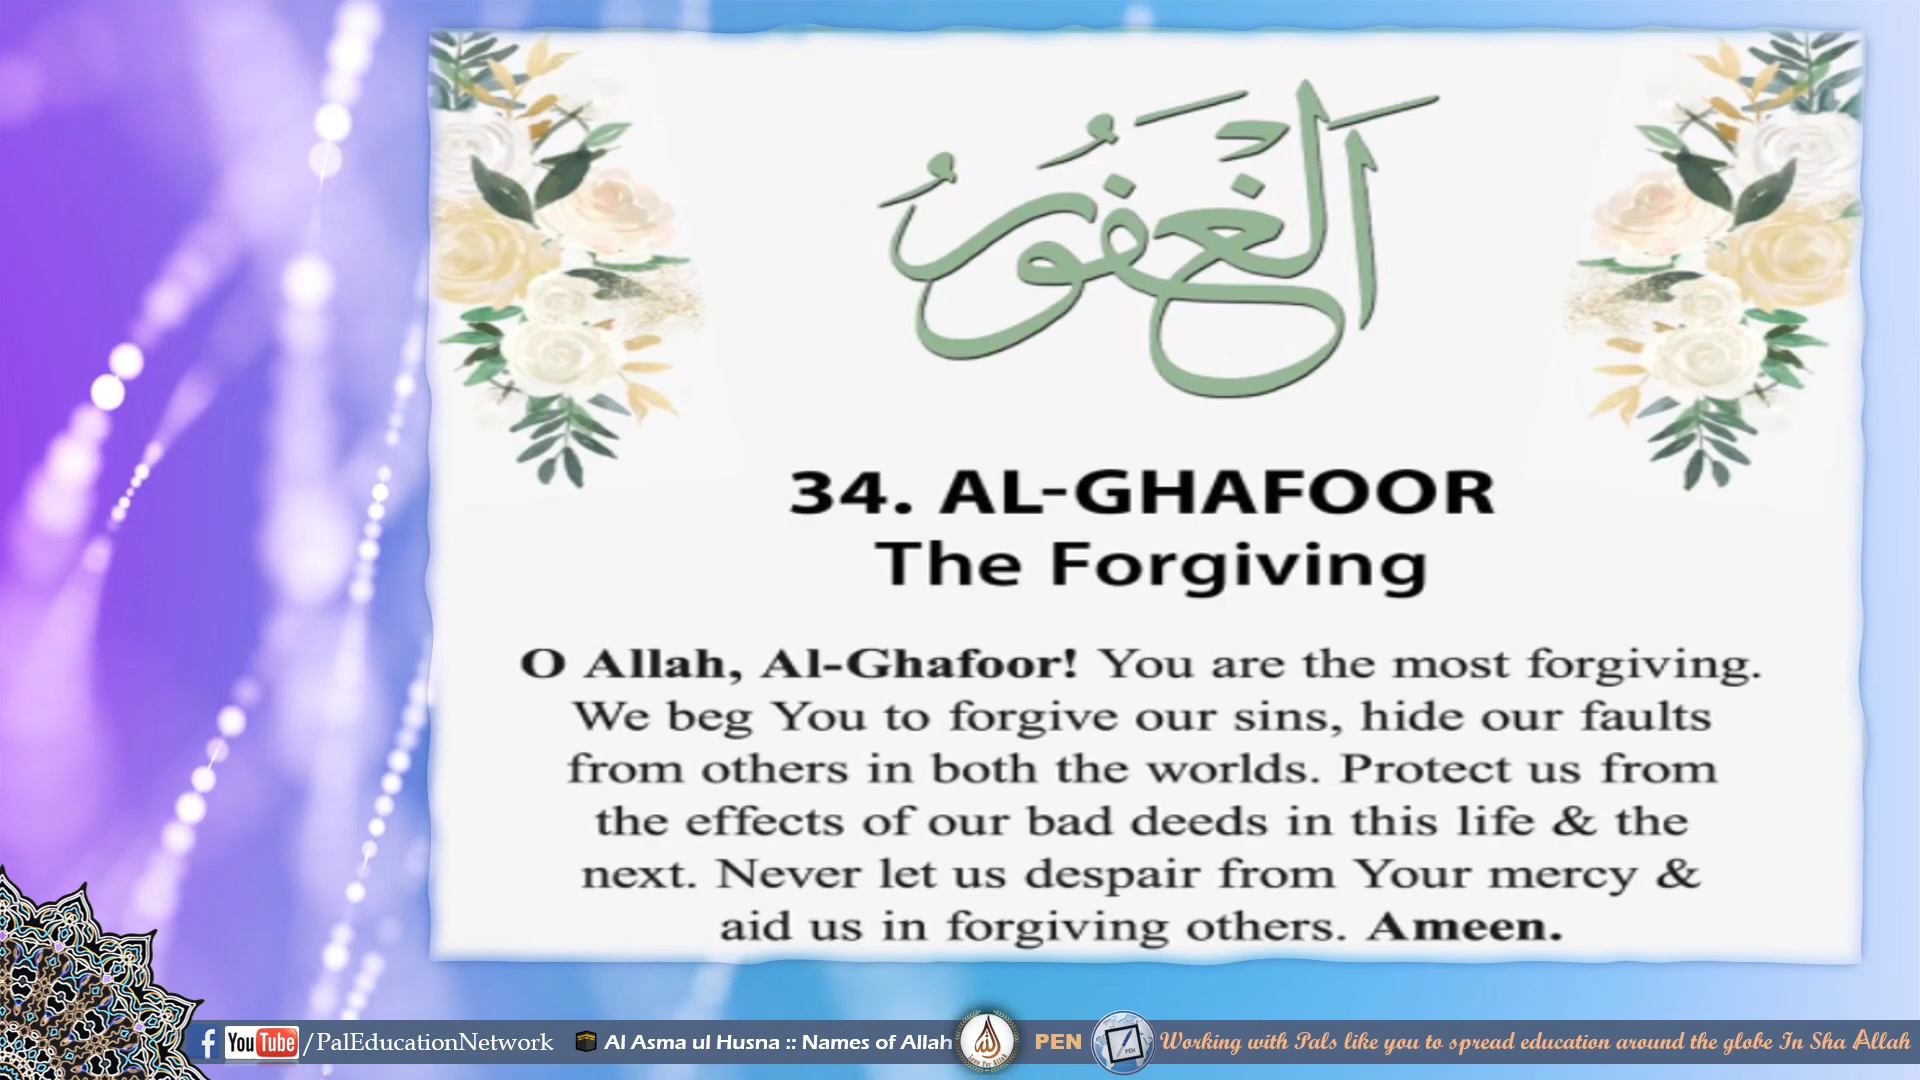 الْغَفُورُ
34. AL-GHAFOOR
The Forgiving
O Allah, Al-Ghafoor! You are the most forgiving.
We beg You to forgive our sins, hide our faults
from others in both the worlds. Protect us from
the effects of our bad deeds in this life & the
next. Never let us despair from Your mercy &
aid us in forgiving others. Ameen.
f YouTube /PalEducationNetwork Al Asma ul Husna :: Names of Allah PEN PEN Working with Pals like you to spread education around the globe In Sha Allah